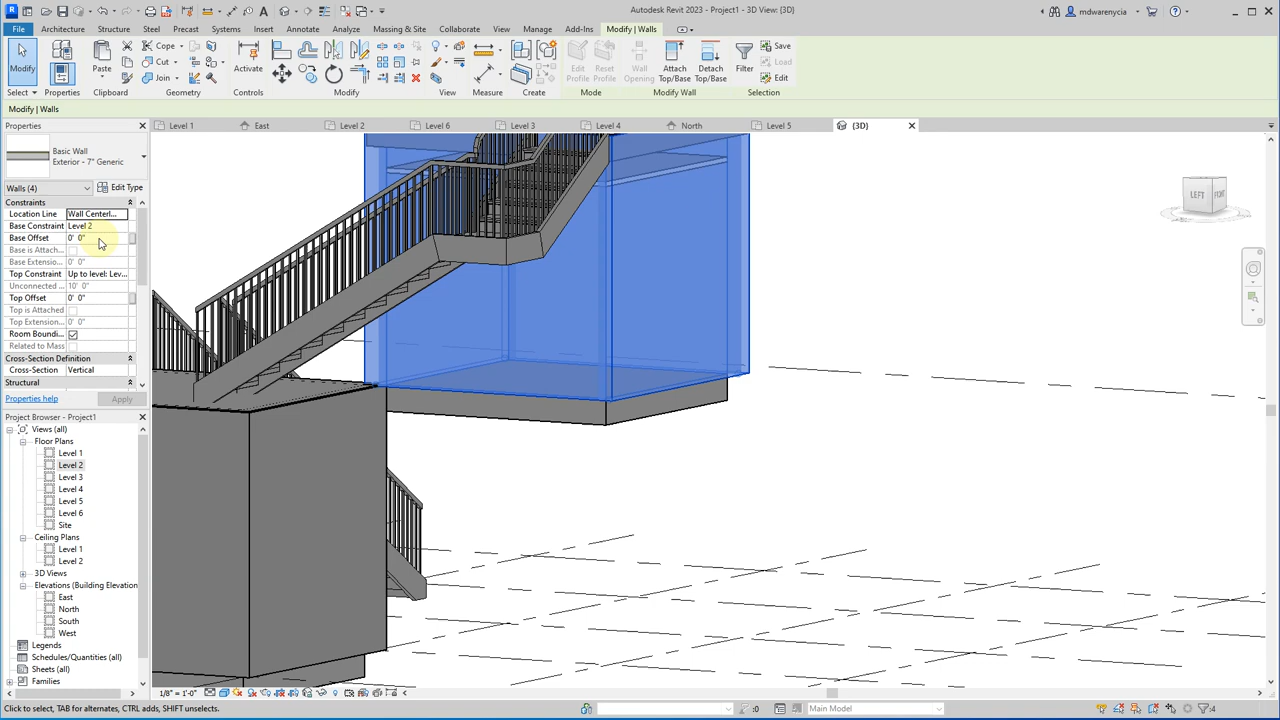 Autodesk Revit 2023 - Project1 - 3D View: {3D}
mdwarenycia
File Architecture Structure Steel Precast Systems Insert Annotate Analyze Massing & Site Collaborate View Manage Add-Ins Modify | Walls
Modify
Properties
Paste
Cope
Cut
Join
Activate
Edit Profile
Reset Profile
Wall Opening
Attach Top/Base
Detach Top/Base
Filter
Save
Load
Edit
Select Properties Clipboard Geometry Controls Modify View Measure Create Mode Modify Wall Selection
Modify | Walls
Properties
Level 1 East Level 2 Level 6 Level 3 Level 4 North Level 5 {3D}
Basic Wall
Exterior - 7" Generic
Walls (4) Edit Type
Constraints
Location Line Wall Centerl...
Base Constraint Level 2
Base Offset 0' 0"
Base is Attach...
Base Extensio... 0' 0"
Top Constraint Up to level: Lev...
Unconnected ... 10' 0"
Top Offset 0' 0"
Top is Attached
Top Extension... 0' 0"
Room Boundi...
Related to Mass
Cross-Section Definition
Cross-Section Vertical
Structural
Properties help Apply
Project Browser - Project1
Views (all)
Floor Plans
Level 1
Level 2
Level 3
Level 4
Level 5
Level 6
Site
Ceiling Plans
Level 1
Level 2
3D Views
Elevations (Building Elevation
East
North
South
West
Legends
Schedules/Quantities (all)
Sheets (all)
Families
LEFT FRONT
1/8" = 1'-0"
Click to select, TAB for alternates, CTRL adds, SHIFT unselects.
:0
Main Model
:4